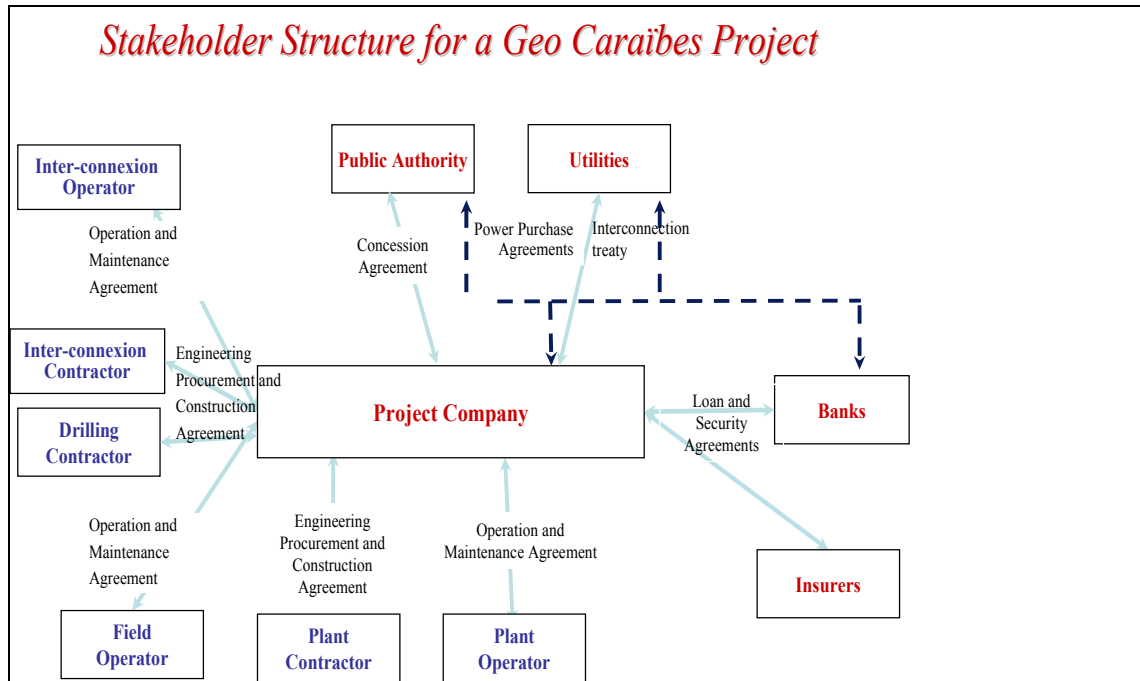 Stakeholder Structure for a Geo Caraïbes Project
Inter-connexion
Operator
Public Authority
Utilities
Operation and
Maintenance
Agreement
Concession
Agreement
Power Purchase
Agreements
Interconnection
treaty
Inter-connexion
Contractor
Engineering
Procurement and
Construction
Agreement
Project Company
Loan and
Security
Agreements
Banks
Drilling
Contractor
Operation and
Maintenance
Agreement
Engineering
Procurement and
Construction
Agreement
Operation and
Maintenance Agreement
Insurers
Field
Operator
Plant
Contractor
Plant
Operator